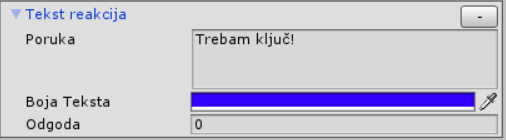 Tekst reakcija
-
Poruka
Trebam ključ!
Boja Teksta
Odgoda
0